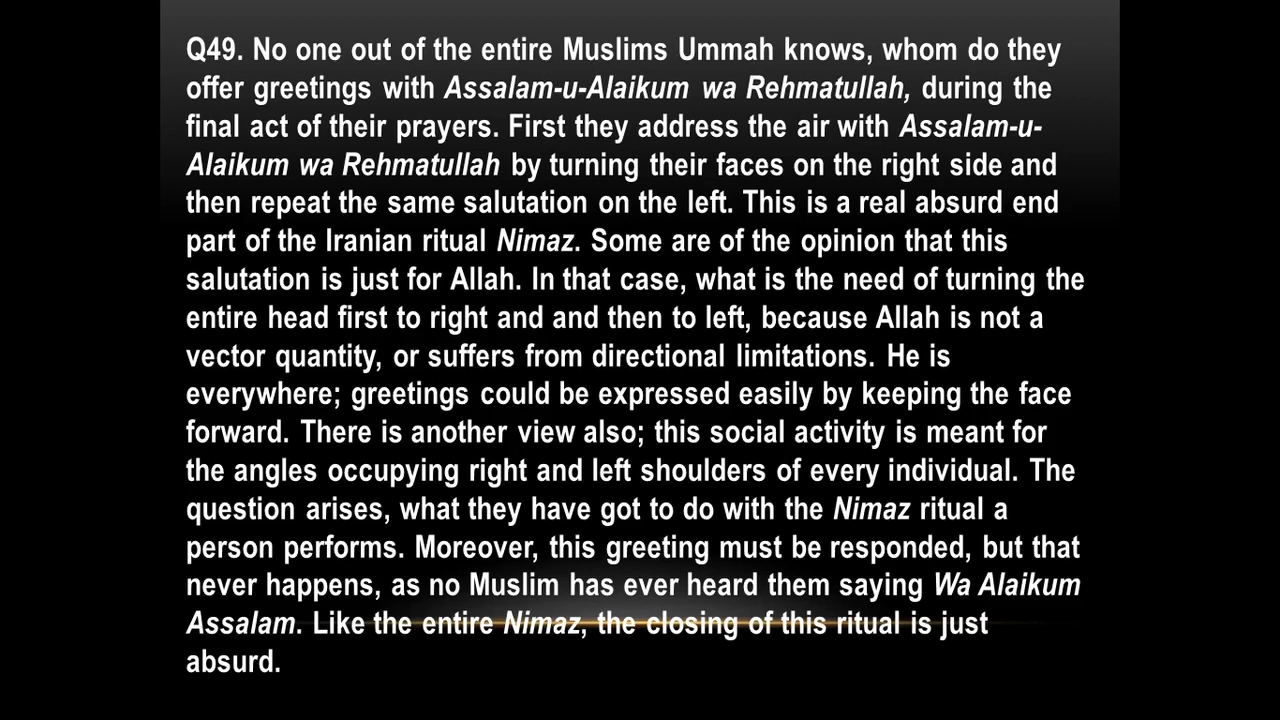 Q49. No one out of the entire Muslims Ummah knows, whom do they
offer greetings with Assalam-u-Alaikum wa Rehmatullah, during the
final act of their prayers. First they address the air with Assalam-u-
Alaikum wa Rehmatullah by turning their faces on the right side and
then repeat the same salutation on the left. This is a real absurd end
part of the Iranian ritual Nimaz. Some are of the opinion that this
salutation is just for Allah. In that case, what is the need of turning the
entire head first to right and and then to left, because Allah is not a
vector quantity, or suffers from directional limitations. He is
everywhere; greetings could be expressed easily by keeping the face
forward. There is another view also; this social activity is meant for
the angles occupying right and left shoulders of every individual. The
question arises, what they have got to do with the Nimaz ritual a
person performs. Moreover, this greeting must be responded, but that
never happens, as no Muslim has ever heard them saying Wa Alaikum
Assalam. Like the entire Nimaz, the closing of this ritual is just
absurd.